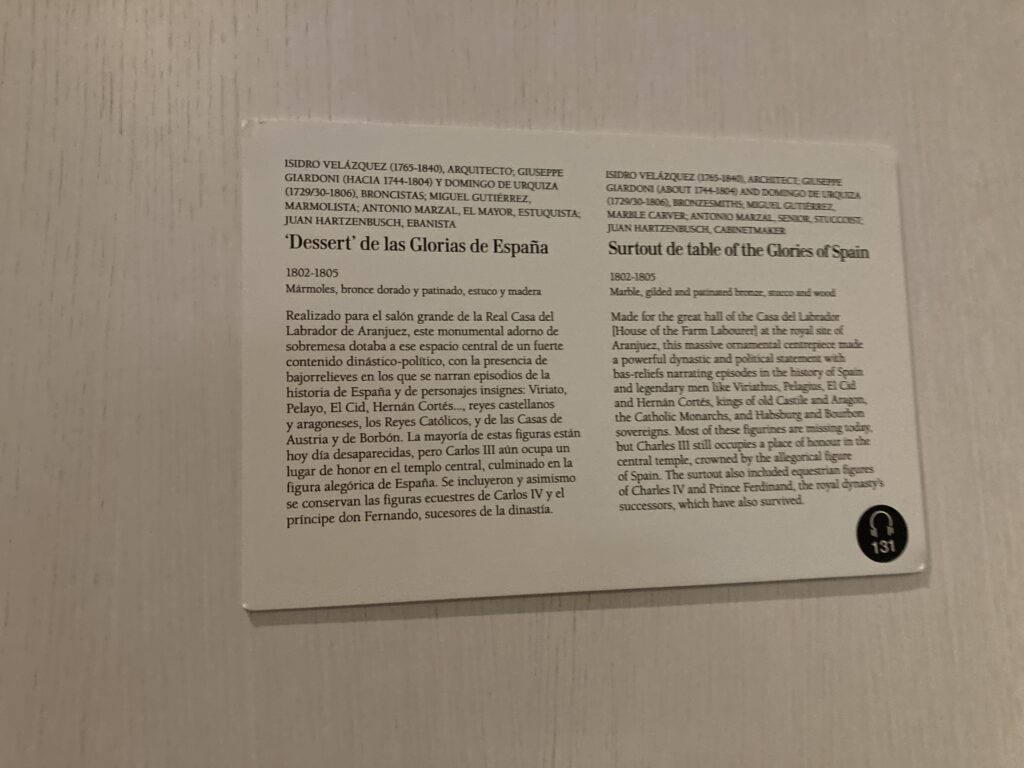 ISIDRO VELÁZQUEZ (1765-1840), ARQUITECTO; GIUSEPPE
GIARDONI (HACIA 1744-1804) Y DOMINGO DE URQUIZA
(1729/30-1806), BRONCISTAS; MIGUEL GUTIÉRREZ,
MARMOLISTA; ANTONIO MARZAL, EL MAYOR, ESTUQUISTA;
JUAN HARTZENBUSCH, EBANISTA
‘Dessert’ de las Glorias de España
1802-1805
Mármoles, bronce dorado y patinado, estuco y madera
Realizado para el salón grande de la Real Casa del
Labrador de Aranjuez, este monumental adorno de
sobremesa dotaba a ese espacio central de un fuerte
contenido dinástico-político, con la presencia de
bajorrelieves en los que se narran episodios de la
historia de España y de personajes insignes: Viriato,
Pelayo, El Cid, Hernán Cortés..., reyes castellanos
y aragoneses, los Reyes Católicos, y de las Casas de
Austria y de Borbón. La mayoría de estas figuras están
hoy día desaparecidas, pero Carlos III aún ocupa un
lugar de honor en el templo central, culminado en la
figura alegórica de España. Se incluyeron y asimismo
se conservan las figuras ecuestres de Carlos IV y el
príncipe don Fernando, sucesores de la dinastía.
ISIDRO VELÁZQUEZ (1765-1840), ARCHITECT; GIUSEPPE
GIARDONI (ABOUT 1744-1804) AND DOMINGO DE URQUIZA
(1729/30-1806), BRONZESMITHS; MIGUEL GUTIÉRREZ,
MARBLE CARVER; ANTONIO MARZAL, SENIOR, STUCCOIST;
JUAN HARTZENBUSCH, CABINETMAKER
Surtout de table of the Glories of Spain
1802-1805
Marble, gilded and patinated bronze, stucco and wood
Made for the great hall of the Casa del Labrador
[House of the Farm Labourer] at the royal site of
Aranjuez, this massive ornamental centrepiece made
a powerful dynastic and political statement with
bas-reliefs narrating episodes in the history of Spain
and legendary men like Viriathus, Pelagius, El Cid
and Hernán Cortés, kings of old Castile and Aragon,
the Catholic Monarchs, and Habsburg and Bourbon
sovereigns. Most of these figurines are missing today,
but Charles III still occupies a place of honour in the
central temple, crowned by the allegorical figure
of Spain. The surtout also included equestrian figures
of Charles IV and Prince Ferdinand, the royal dynasty's
successors, which have also survived.
131